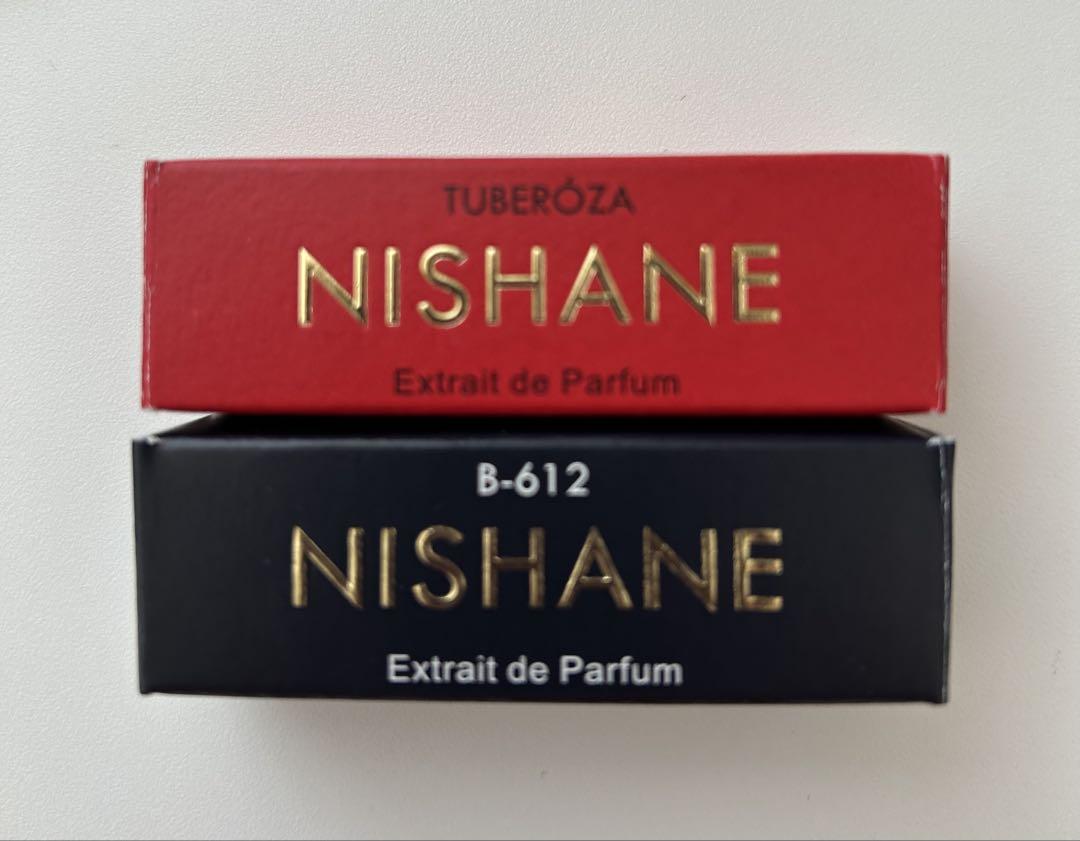 TUBERÓZA
NISHANE
Extrait de Parfum
B-612
NISHANE
Extrait de Parfum